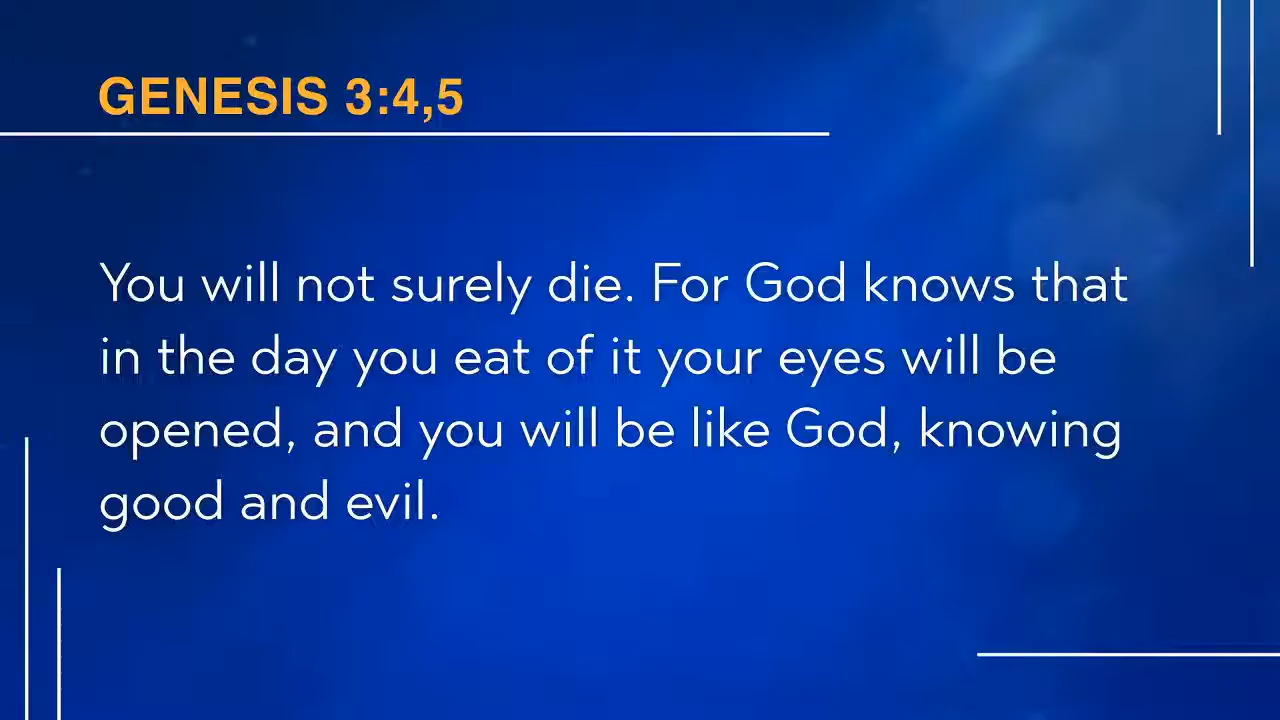 GENESIS 3:4,5
You will not surely die. For God knows that
in the day you eat of it your eyes will be
opened, and you will be like God, knowing
good and evil.